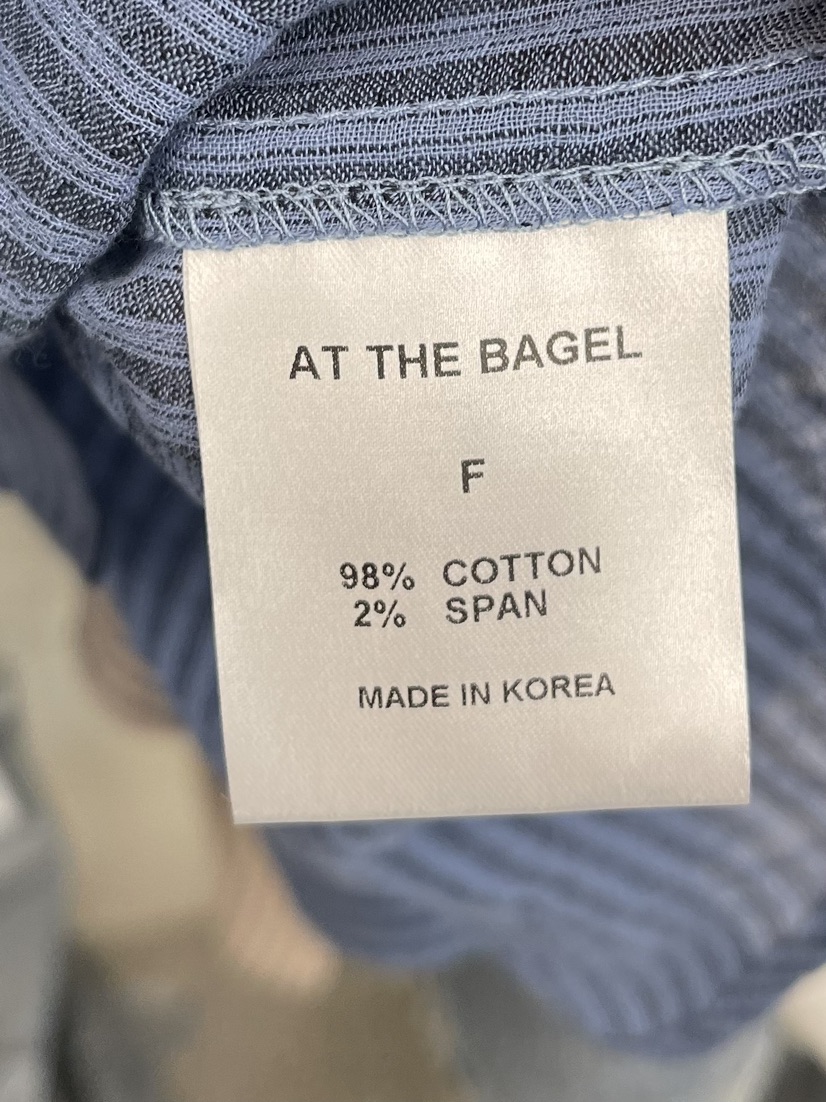 AT THE BAGEL
F
98% COTTON
2% SPAN
MADE IN KOREA